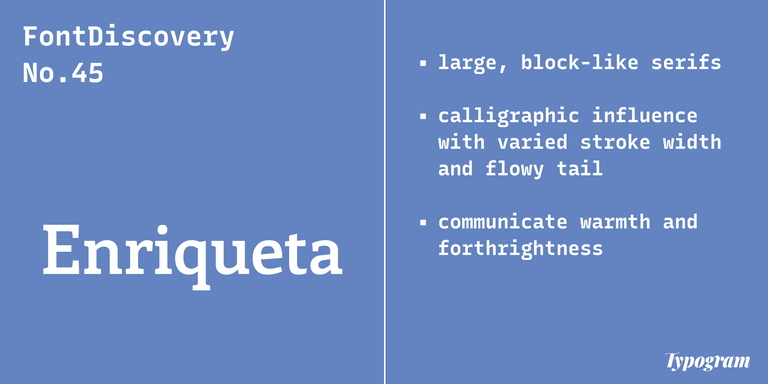 FontDiscovery
No.45
Enriqueta
▪ large, block-like serifs
▪ calligraphic influence
with varied stroke width
and flowy tail
▪ communicate warmth and
forthrightness
Typogram